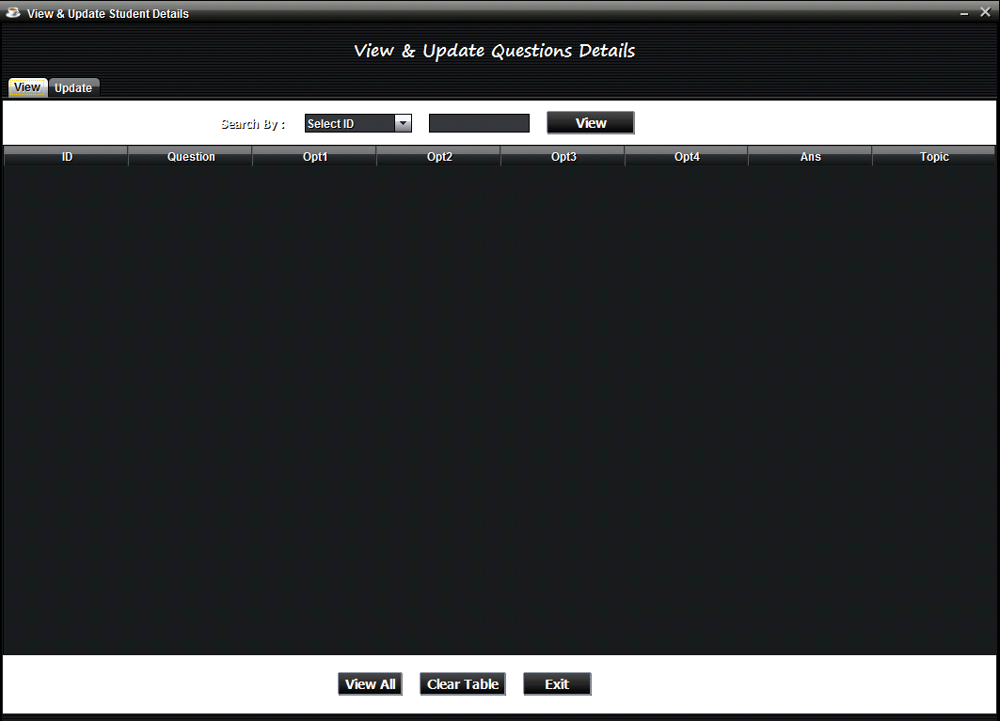 View & Update Student Details
View & Update Questions Details
View Update
Search By : Select ID View
ID Question Opt1 Opt2 Opt3 Opt4 Ans Topic
View All Clear Table Exit